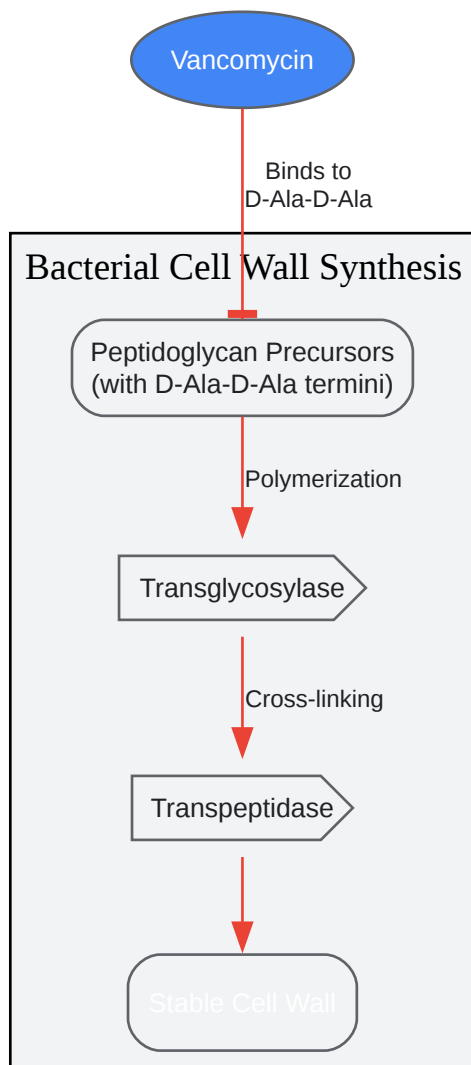 Vancomycin
Binds to
D-Ala-D-Ala
Bacterial Cell Wall Synthesis
Peptidoglycan Precursors
(with D-Ala-D-Ala termini)
Polymerization
Transglycosylase
Cross-linking
Transpeptidase
Stable Cell Wall